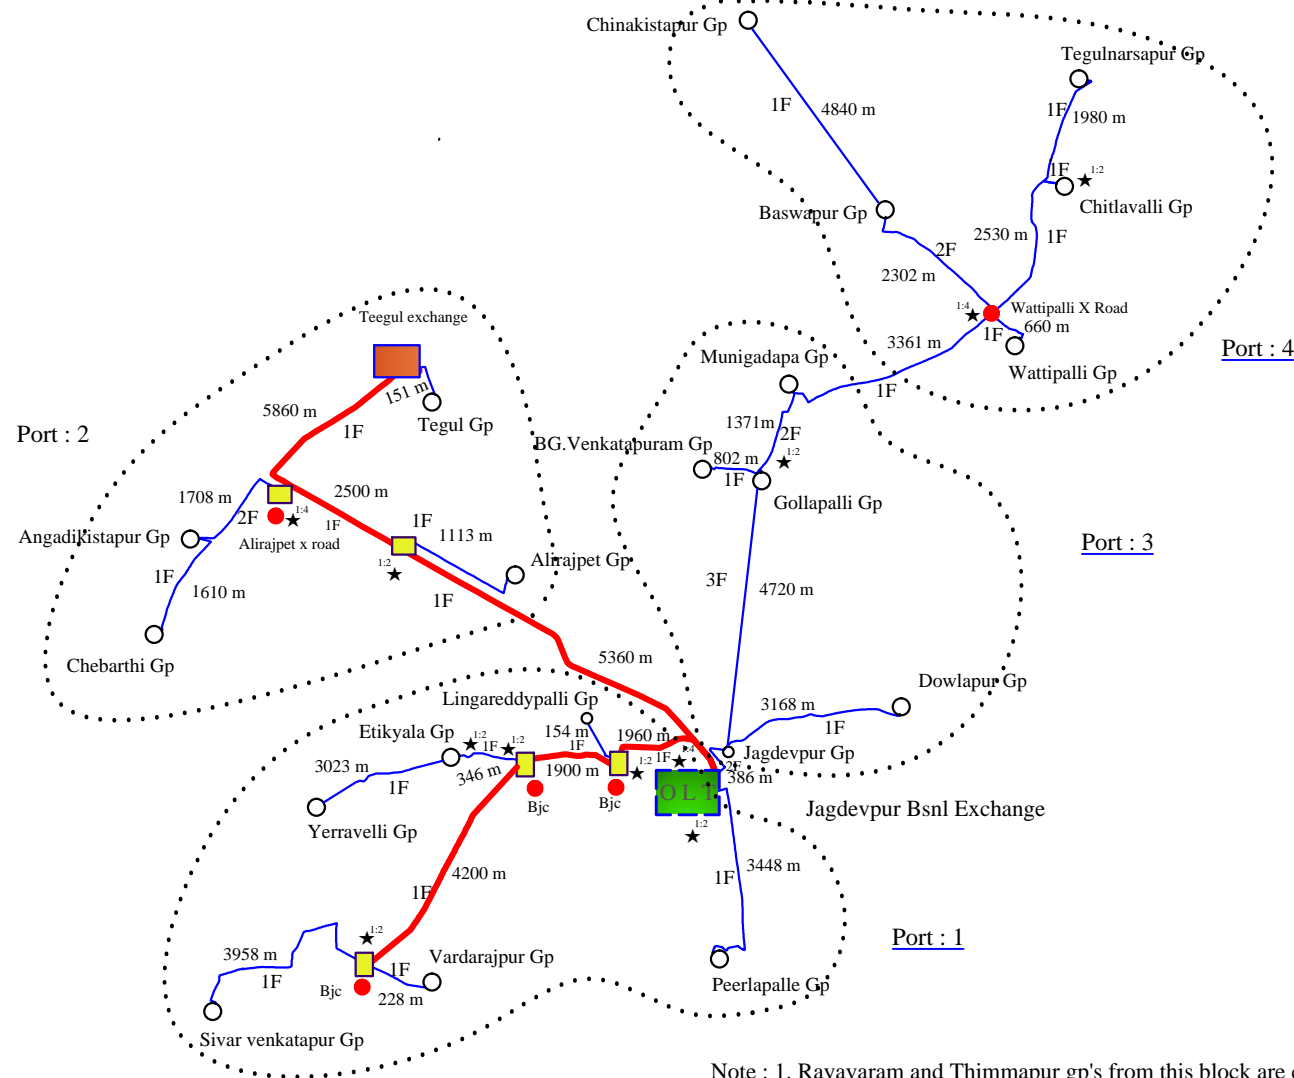 Chinakistapur Gp
Tegulnarsapur Gp
1F
4840 m
1F
1980 m
1F
1:2
Chitlavalli Gp
Baswapur Gp
2530 m
1F
2F
2302 m
1:4
Wattipalli X Road
660 m
1F
3361 m
Wattipalli Gp
Port : 4
1F
Teegul exchange
Munigadapa Gp
151 m
5860 m
1F
Tegul Gp
Port : 2
1371m
2F
BG.Venkatapuram Gp
802 m
1:2
1F
Gollapalli Gp
1708 m
2500 m
2F
1:4
1F
1F
1113 m
Angadikistapur Gp
Alirajpet x road
Port : 3
1:2
Alirajpet Gp
1F
1610 m
1F
3F
4720 m
Chebarthi Gp
5360 m
Dowlapur Gp
Lingareddypalli Gp
3168 m
1F
Etikyala Gp
154 m
1960 m
1:2
1F
1:2
1F
1F
1:4
Jagdevpur Gp
2F
386 m
3023 m
1F
346 m
1900 m
1:2
O L T
Bjc
Bjc
Jagdevpur Bsnl Exchange
Yerravelli Gp
1:2
4200 m
1F
3448 m
1F
1:2
Port : 1
3958 m
1F
1F
Vardarajpur Gp
Bjc
228 m
Peerlapalle Gp
Sivar venkatapur Gp
Note : 1. Rayavaram and Thimmapur gp's from this block are